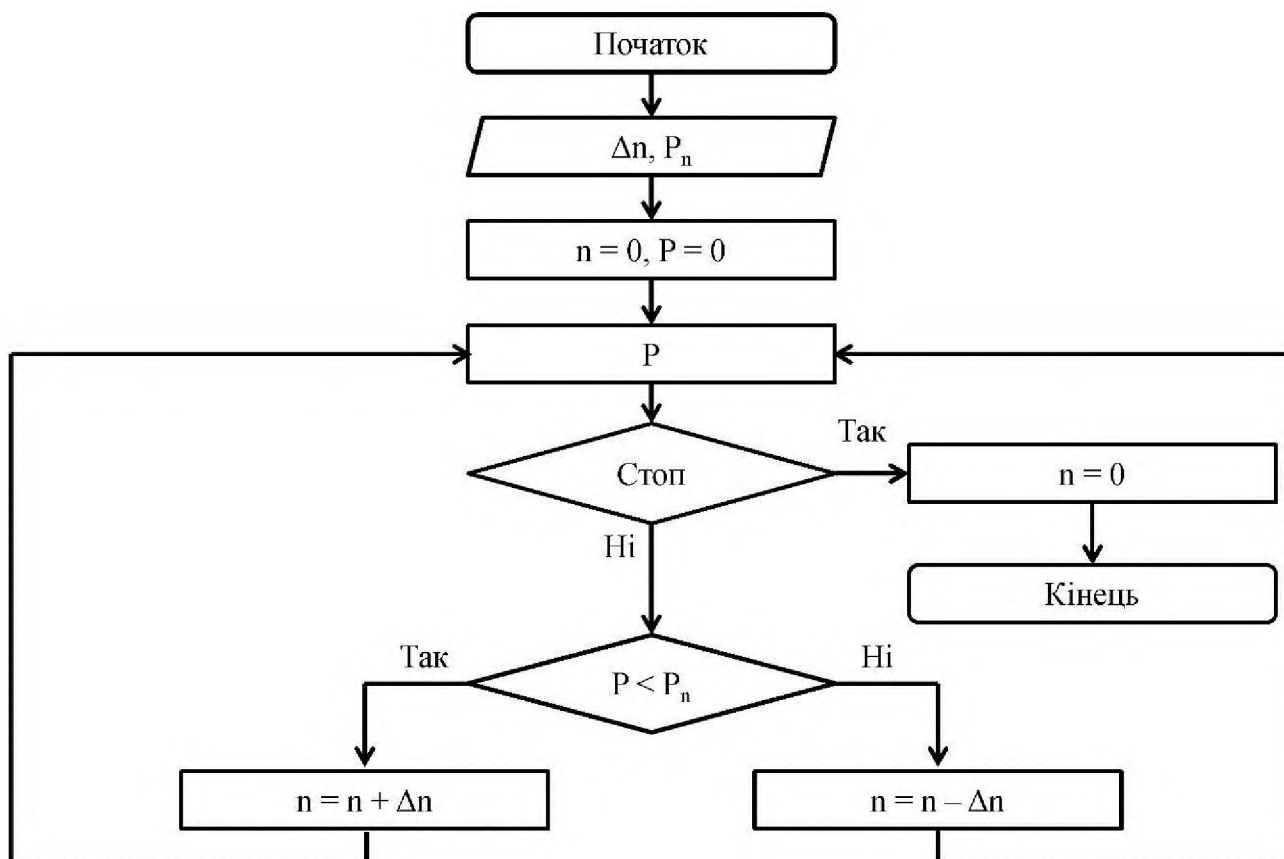 Початок
Δn, Pₙ
n = 0, P = 0
P
Стоп
Так
n = 0
Ні
Кінець
Так
P < Pₙ
Ні
n = n + Δn
n = n – Δn